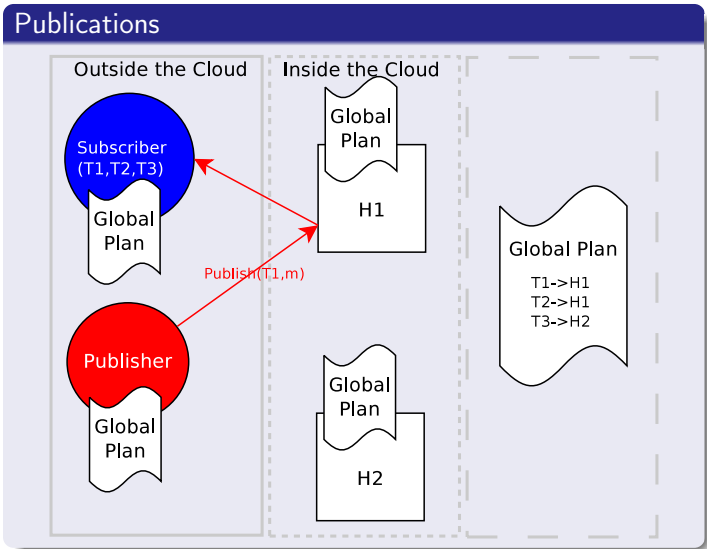 Publications
Outside the Cloud
Inside the Cloud
Subscriber
(T1,T2,T3)
Global
Plan
Global
Plan
H1
Publish(T1,m)
Publisher
Global
Plan
Global
Plan
H2
Global Plan
T1->H1
T2->H1
T3->H2